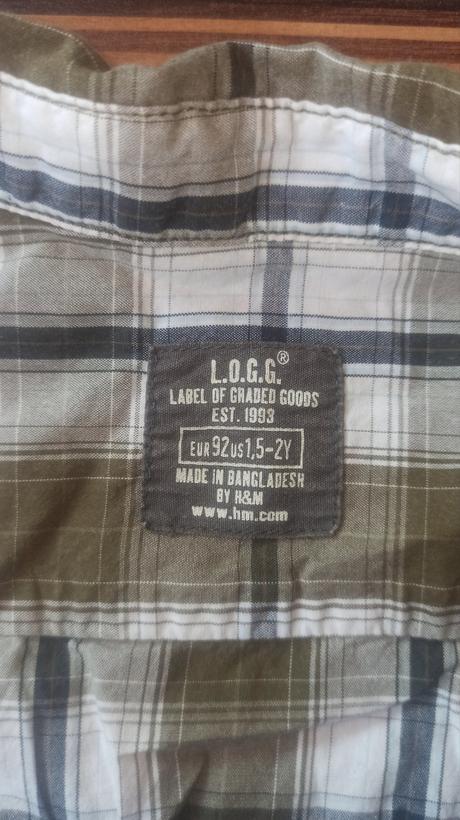 L.O.G.G.®
LABEL OF GRADED GOODS
EST. 1993
EUR 92 US 1,5-2Y
MADE IN BANGLADESH
BY H&M
www.hm.com